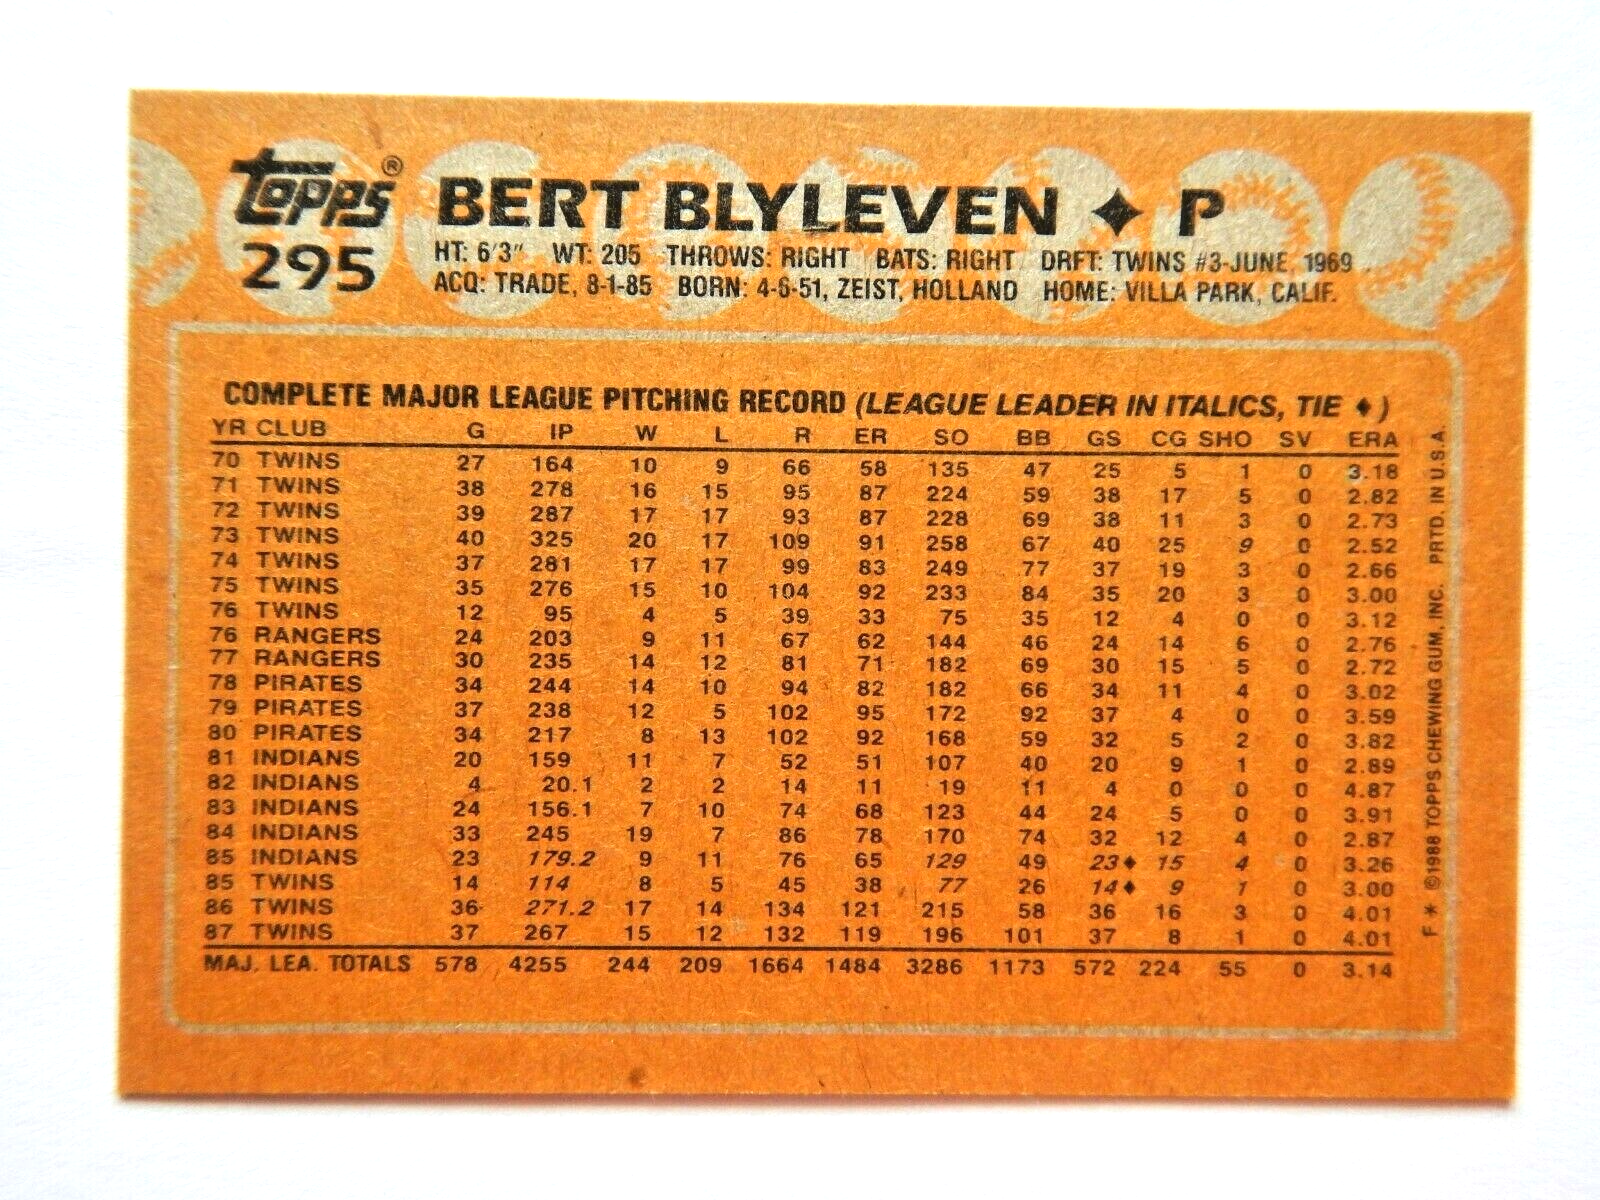 topps®
295
BERT BLYLEVEN ♦ P
HT: 6'3" WT: 205 THROWS: RIGHT BATS: RIGHT DRFT: TWINS #3-JUNE, 1969
ACQ: TRADE, 8-1-85 BORN: 4-6-51, ZEIST, HOLLAND HOME: VILLA PARK, CALIF.
COMPLETE MAJOR LEAGUE PITCHING RECORD (LEAGUE LEADER IN ITALICS, TIE ♦)
YR CLUB G IP W L R ER SO BB GS CG SHO SV ERA
70 TWINS 27 164 10 9 66 58 135 47 25 5 1 0 3.18
71 TWINS 38 278 16 15 95 87 224 59 38 17 5 0 2.82
72 TWINS 39 287 17 17 93 87 228 69 38 11 3 0 2.73
73 TWINS 40 325 20 17 109 91 258 67 40 25 9 0 2.52
74 TWINS 37 281 17 17 99 83 249 77 37 19 3 0 2.66
75 TWINS 35 276 15 10 104 92 233 84 35 20 3 0 3.00
76 TWINS 12 95 4 5 39 33 75 35 12 4 0 0 3.12
76 RANGERS 24 203 9 11 67 62 144 46 24 14 6 0 2.76
77 RANGERS 30 235 14 12 81 71 182 69 30 15 5 0 2.72
78 PIRATES 34 244 14 10 94 82 182 66 34 11 4 0 3.02
79 PIRATES 37 238 12 5 102 95 172 92 37 4 0 0 3.59
80 PIRATES 34 217 8 13 102 92 168 59 32 5 2 0 3.82
81 INDIANS 20 159 11 7 52 51 107 40 20 9 1 0 2.89
82 INDIANS 4 20.1 2 2 14 11 19 11 4 0 0 0 4.87
83 INDIANS 24 156.1 7 10 74 68 123 44 24 5 0 0 3.91
84 INDIANS 33 245 19 7 86 78 170 74 32 12 4 0 2.87
85 INDIANS 23 179.2 9 11 76 65 129 49 23♦ 15 4 0 3.26
85 TWINS 14 114 8 5 45 38 77 26 14♦ 9 1 0 3.00
86 TWINS 36 271.2 17 14 134 121 215 58 36 16 3 0 4.01
87 TWINS 37 267 15 12 132 119 196 101 37 8 1 0 4.01
MAJ. LEA. TOTALS 578 4255 244 209 1664 1484 3286 1173 572 224 55 0 3.14
F * ©1988 TOPPS CHEWING GUM, INC. PRTD. IN U.S.A.